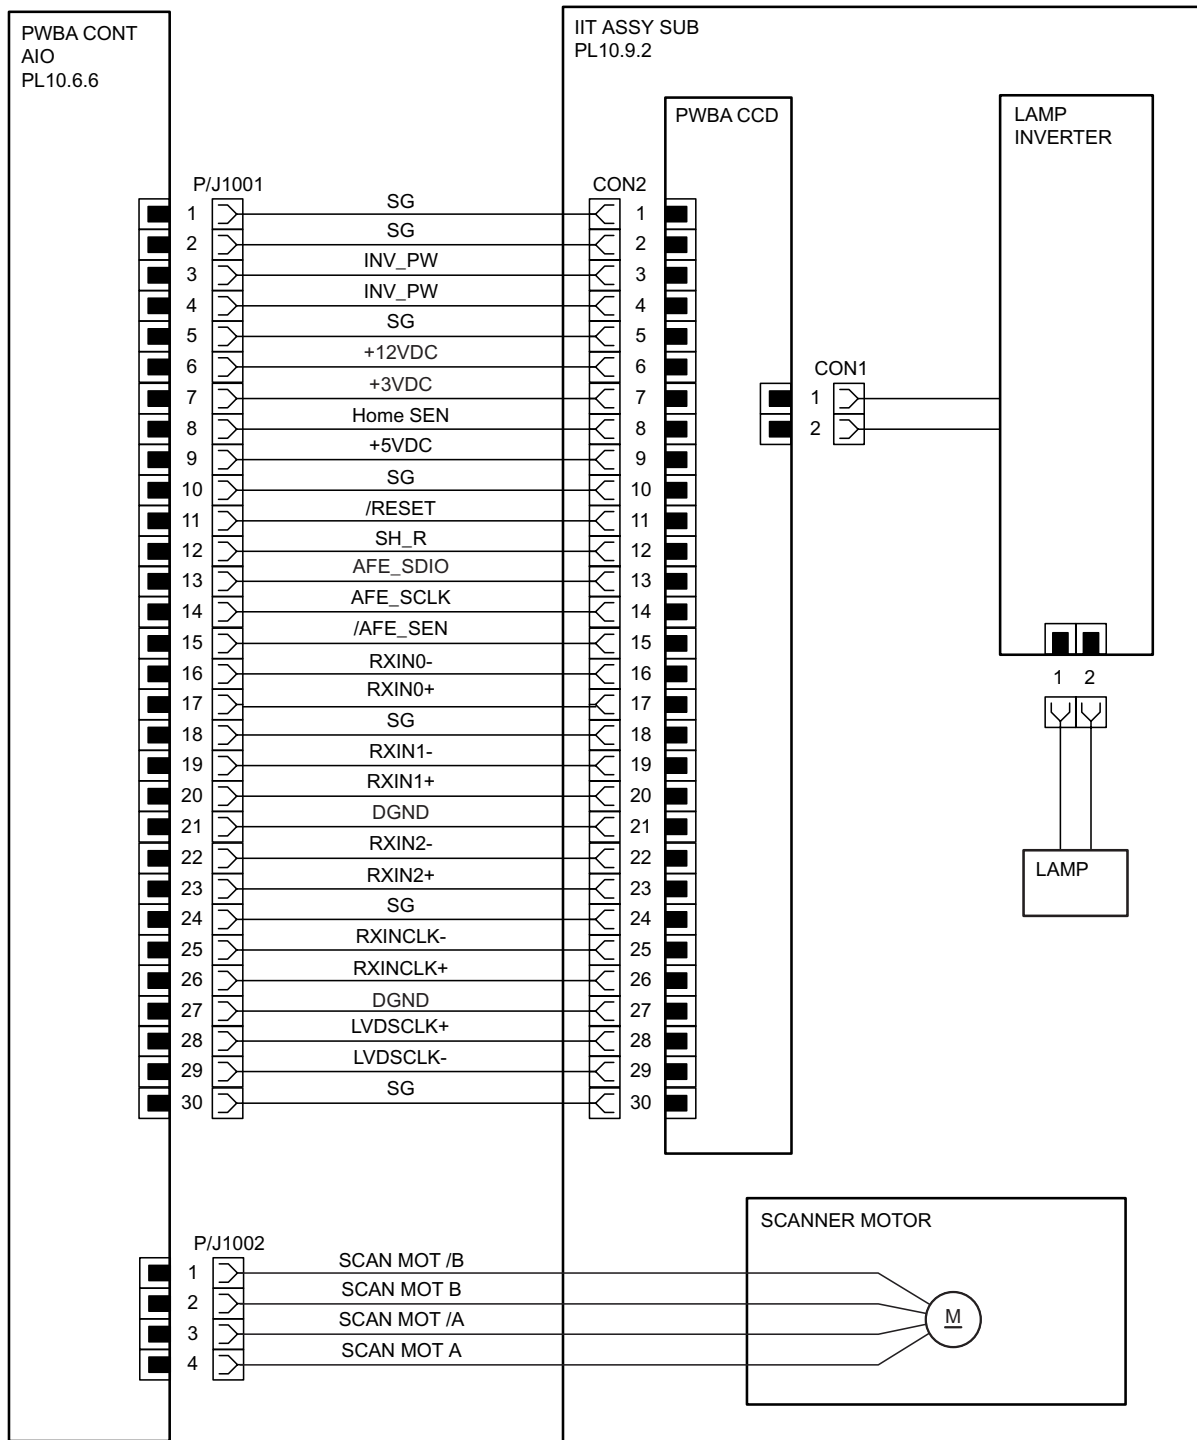 PWBA CONT
AIO
PL10.6.6
IIT ASSY SUB
PL10.9.2
PWBA CCD
LAMP
INVERTER
P/J1001
CON2
1 SG 1
2 SG 2
3 INV_PW 3
4 INV_PW 4
5 SG 5
6 +12VDC 6
7 +3VDC 7
8 Home SEN 8
9 +5VDC 9
10 SG 10
11 /RESET 11
12 SH_R 12
13 AFE_SDIO 13
14 AFE_SCLK 14
15 /AFE_SEN 15
16 RXIN0- 16
17 RXIN0+ 17
18 SG 18
19 RXIN1- 19
20 RXIN1+ 20
21 DGND 21
22 RXIN2- 22
23 RXIN2+ 23
24 SG 24
25 RXINCLK- 25
26 RXINCLK+ 26
27 DGND 27
28 LVDSCLK+ 28
29 LVDSCLK- 29
30 SG 30
CON1
1
2
1 2
LAMP
P/J1002
1 SCAN MOT /B
2 SCAN MOT B
3 SCAN MOT /A
4 SCAN MOT A
SCANNER MOTOR
M